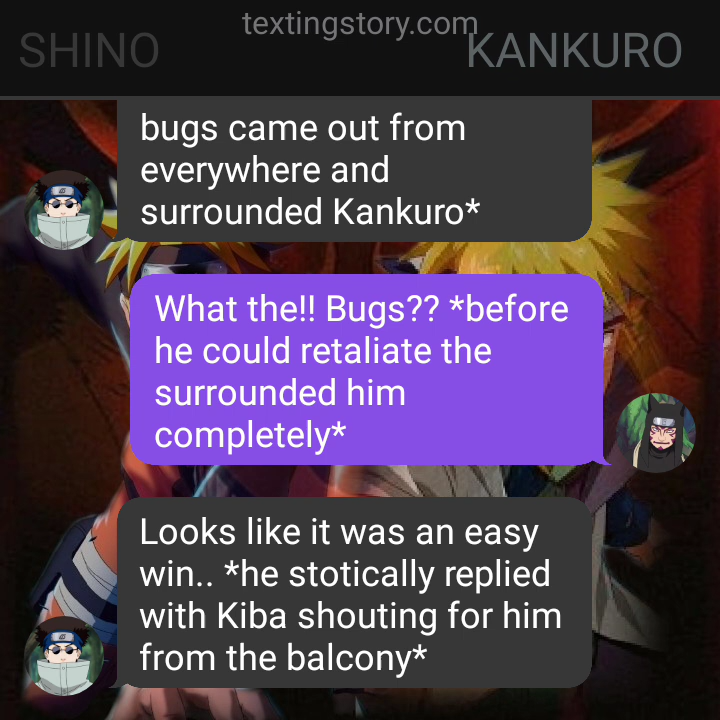 textingstory.com
SHINO
KANKURO
bugs came out from
everywhere and
surrounded Kankuro*
What the!! Bugs?? *before
he could retaliate the
surrounded him
completely*
Looks like it was an easy
win.. *he stotically replied
with Kiba shouting for him
from the balcony*